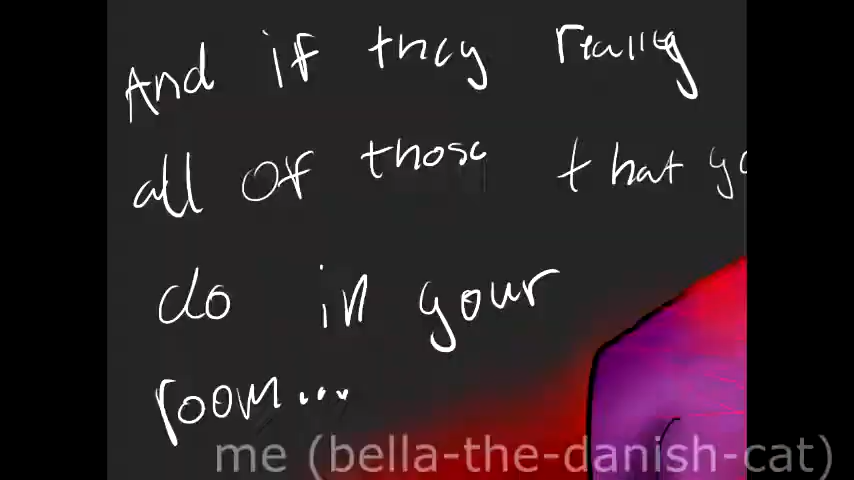 And if they really
all of those that yo
do in your
room...
me (bella-the-danish-cat)